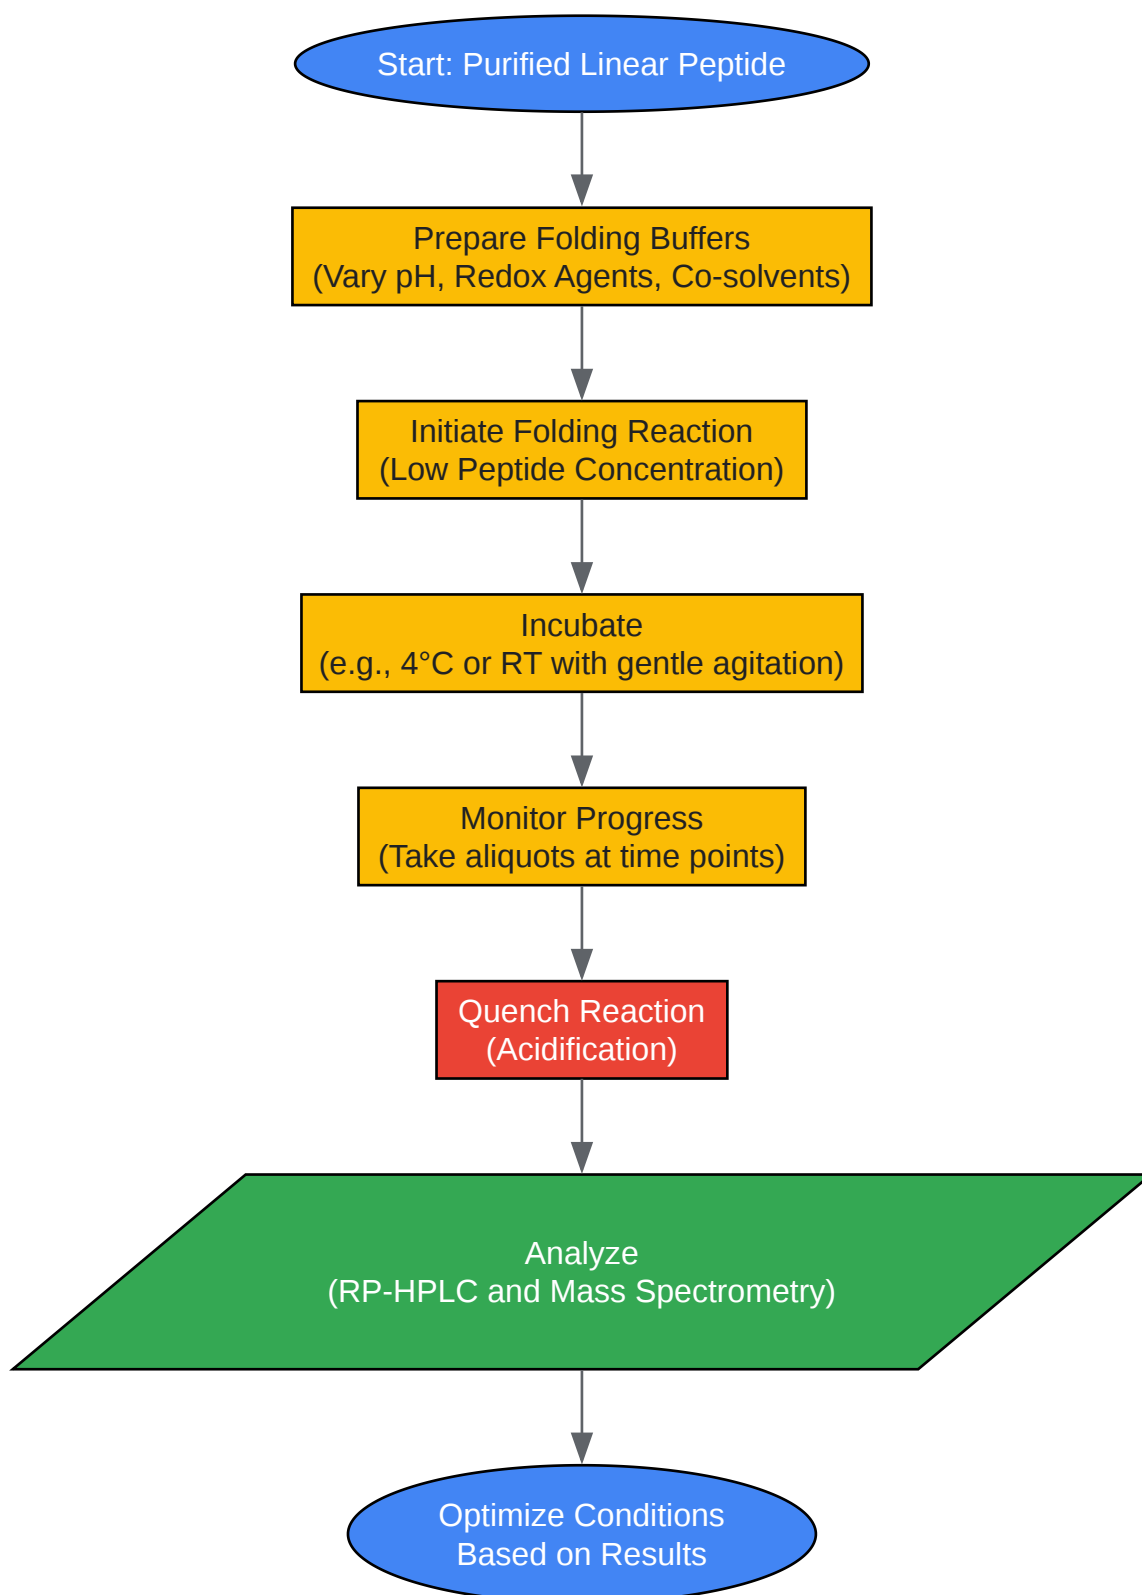 Start: Purified Linear Peptide
Prepare Folding Buffers
(Vary pH, Redox Agents, Co-solvents)
Initiate Folding Reaction
(Low Peptide Concentration)
Incubate
(e.g., 4°C or RT with gentle agitation)
Monitor Progress
(Take aliquots at time points)
Quench Reaction
(Acidification)
Analyze
(RP-HPLC and Mass Spectrometry)
Optimize Conditions
Based on Results